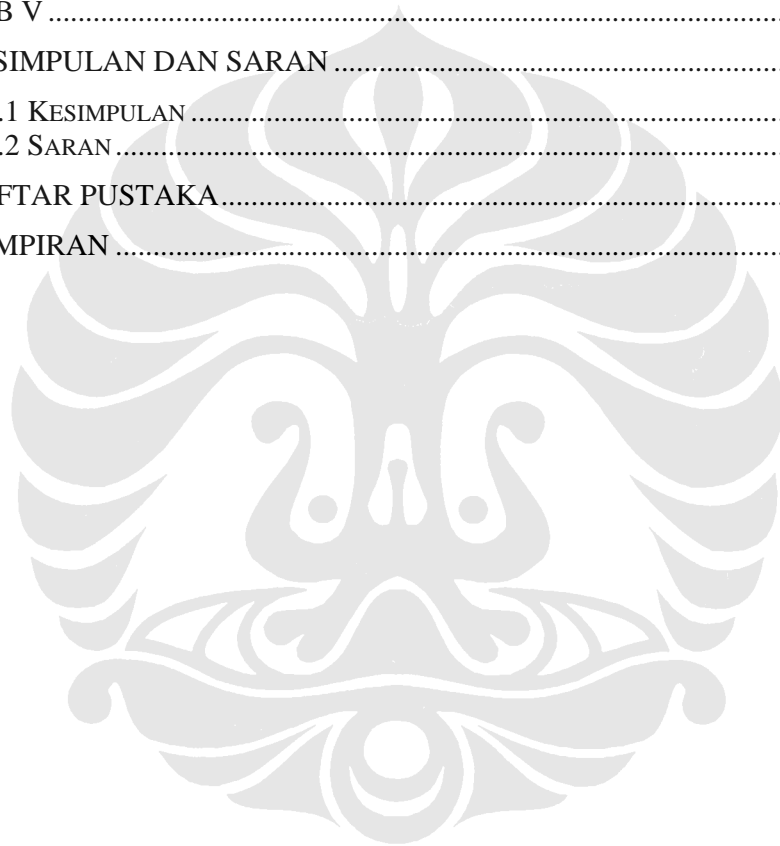 B V ...............................................................................................
SIMPULAN DAN SARAN ............................................................
.1 KESIMPULAN ................................................................................
.2 SARAN ..........................................................................................
FTAR PUSTAKA............................................................................
MPIRAN .........................................................................................